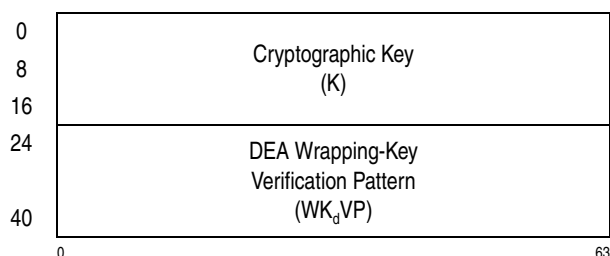 0
8
16
Cryptographic Key
(K)
24
40
DEA Wrapping-Key
Verification Pattern
(WKdVP)
0 63